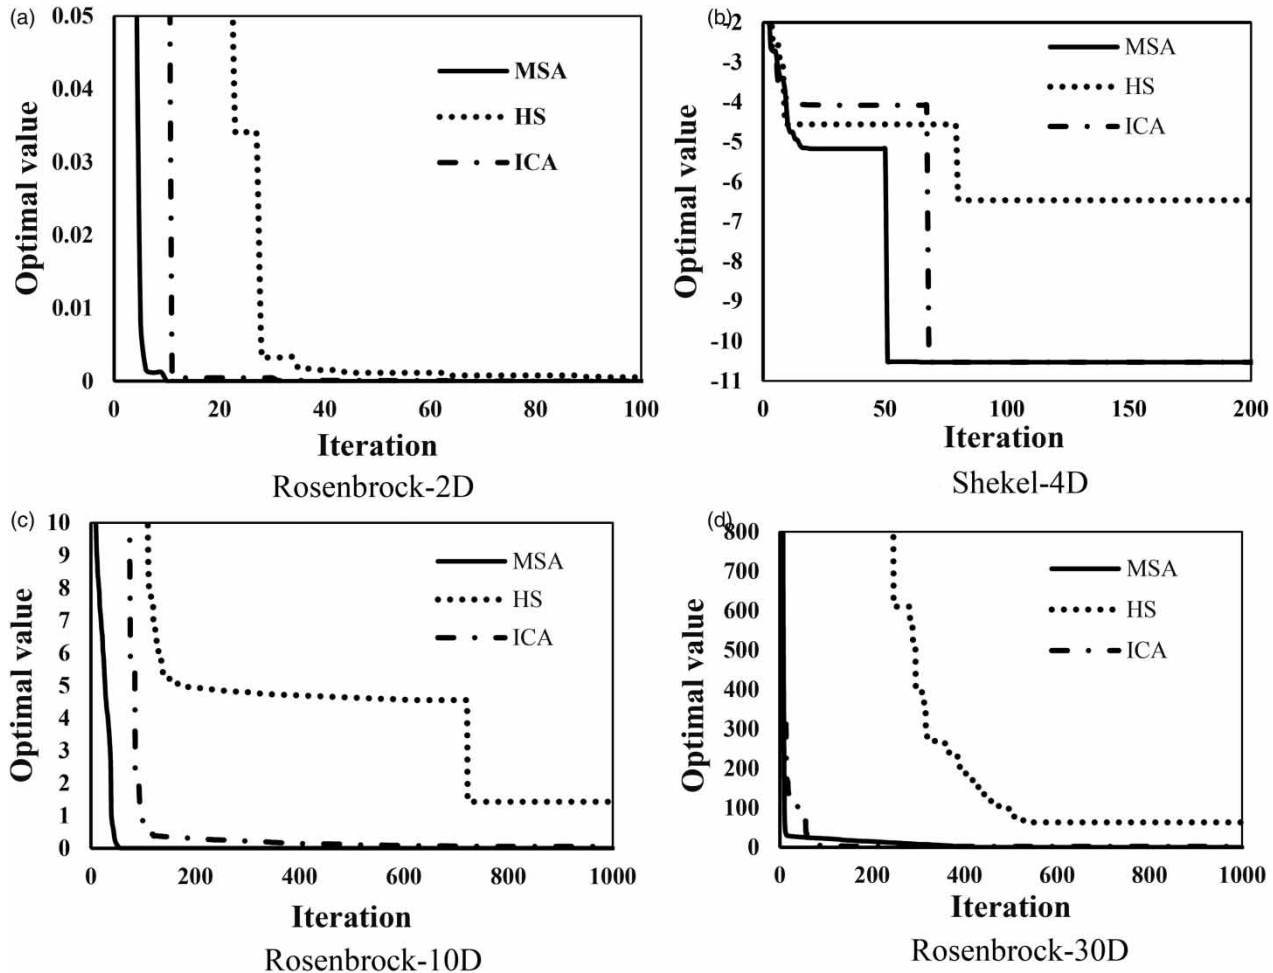 (a)
Optimal value
0.05
0.04
0.03
0.02
0.01
0
0 20 40 60 80 100
MSA
HS
ICA
Iteration
Rosenbrock-2D
(b)
Optimal value
-2
-3
-4
-5
-6
-7
-8
-9
-10
-11
0 50 100 150 200
MSA
HS
ICA
Iteration
Shekel-4D
(c)
Optimal value
10
9
8
7
6
5
4
3
2
1
0
0 200 400 600 800 1000
MSA
HS
ICA
Iteration
Rosenbrock-10D
(d)
Optimal value
800
700
600
500
400
300
200
100
0
0 200 400 600 800 1000
MSA
HS
ICA
Iteration
Rosenbrock-30D